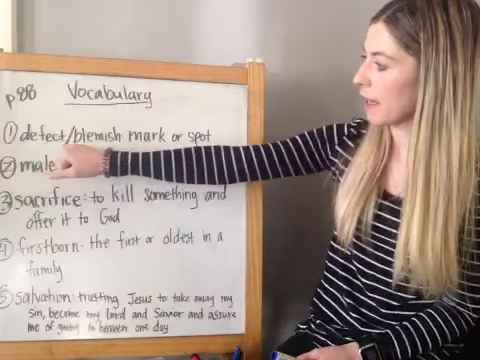 p88 Vocabulary
① defect/blemish mark or spot
② male
③ sacrifice: to kill something and
offer it to God
④ firstborn - the first or oldest in a
family
⑤ salvation: trusting Jesus to take away my
sin, become my lord and Savior and assure
me of going to heaven one day